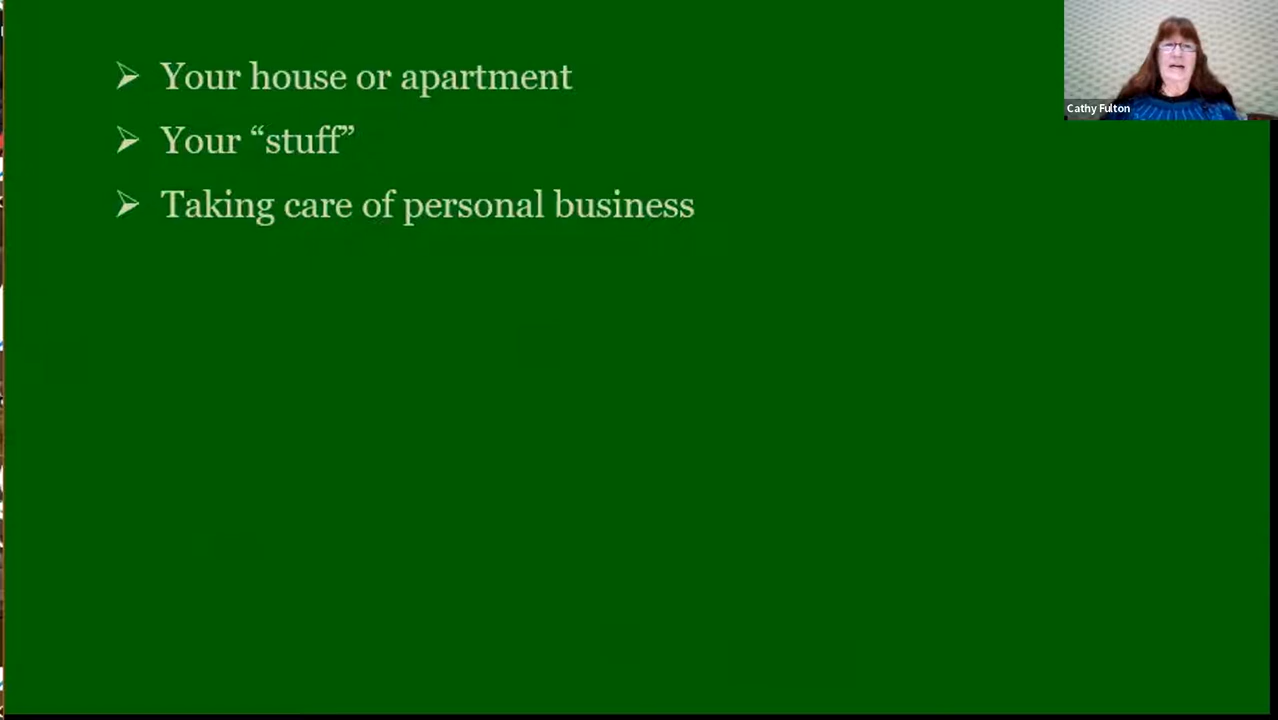 ➢ Your house or apartment
➢ Your “stuff”
➢ Taking care of personal business
Cathy Fulton